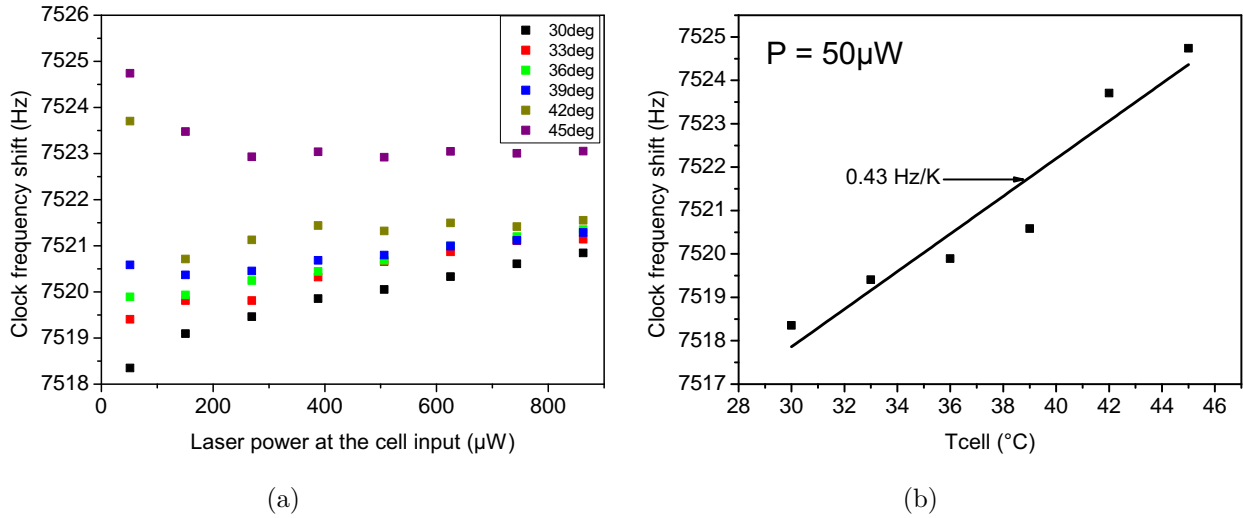 7526
7525
7524
7523
7522
7521
7520
7519
7518
0
200
400
600
800
Clock frequency shift (Hz)
Laser power at the cell input (µW)
30deg
33deg
36deg
39deg
42deg
45deg
(a)
7525
7524
7523
7522
7521
7520
7519
7518
7517
28
30
32
34
36
38
40
42
44
46
Clock frequency shift (Hz)
Tcell (°C)
P = 50µW
0.43 Hz/K
(b)